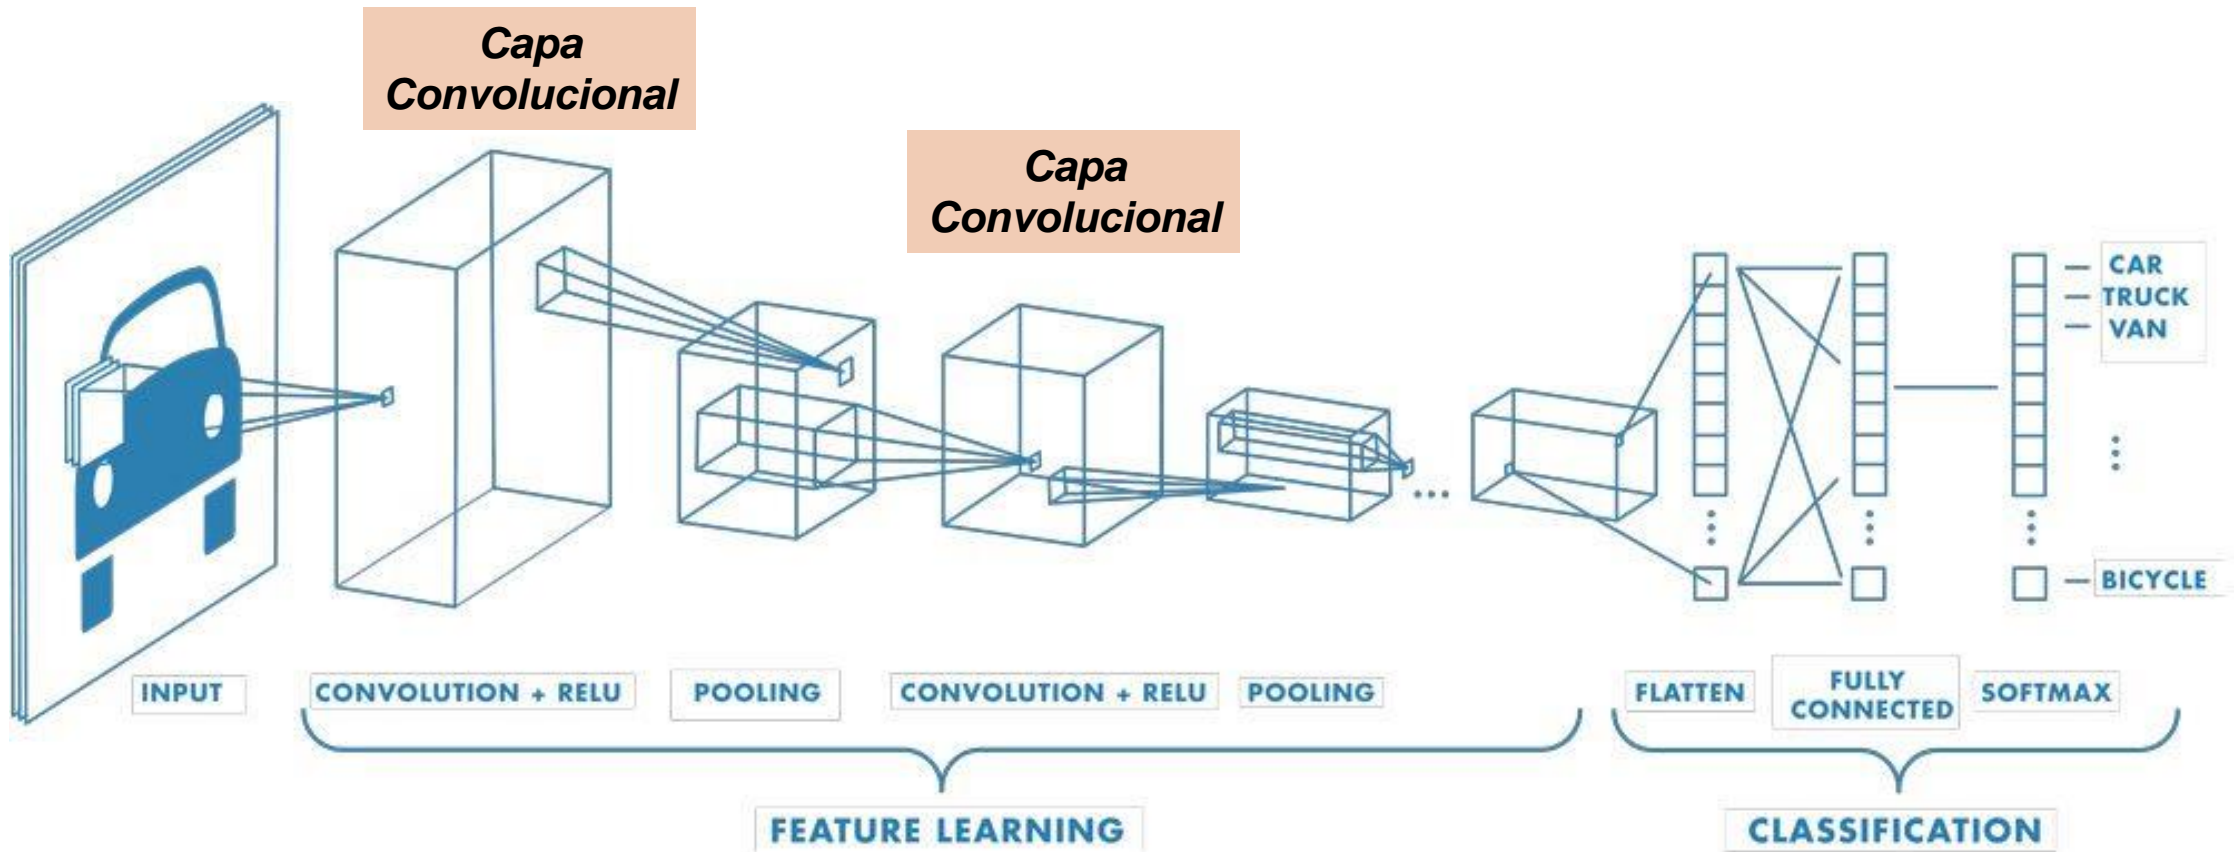 Capa
Convolucional
Capa
Convolucional
CAR
TRUCK
VAN
BICYCLE
INPUT
CONVOLUTION + RELU
POOLING
CONVOLUTION + RELU
POOLING
FLATTEN
FULLY
CONNECTED
SOFTMAX
FEATURE LEARNING
CLASSIFICATION